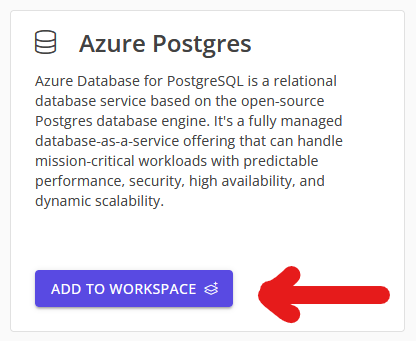 Azure Postgres
Azure Database for PostgreSQL is a relational
database service based on the open-source
Postgres database engine. It's a fully managed
database-as-a-service offering that can handle
mission-critical workloads with predictable
performance, security, high availability, and
dynamic scalability.
ADD TO WORKSPACE